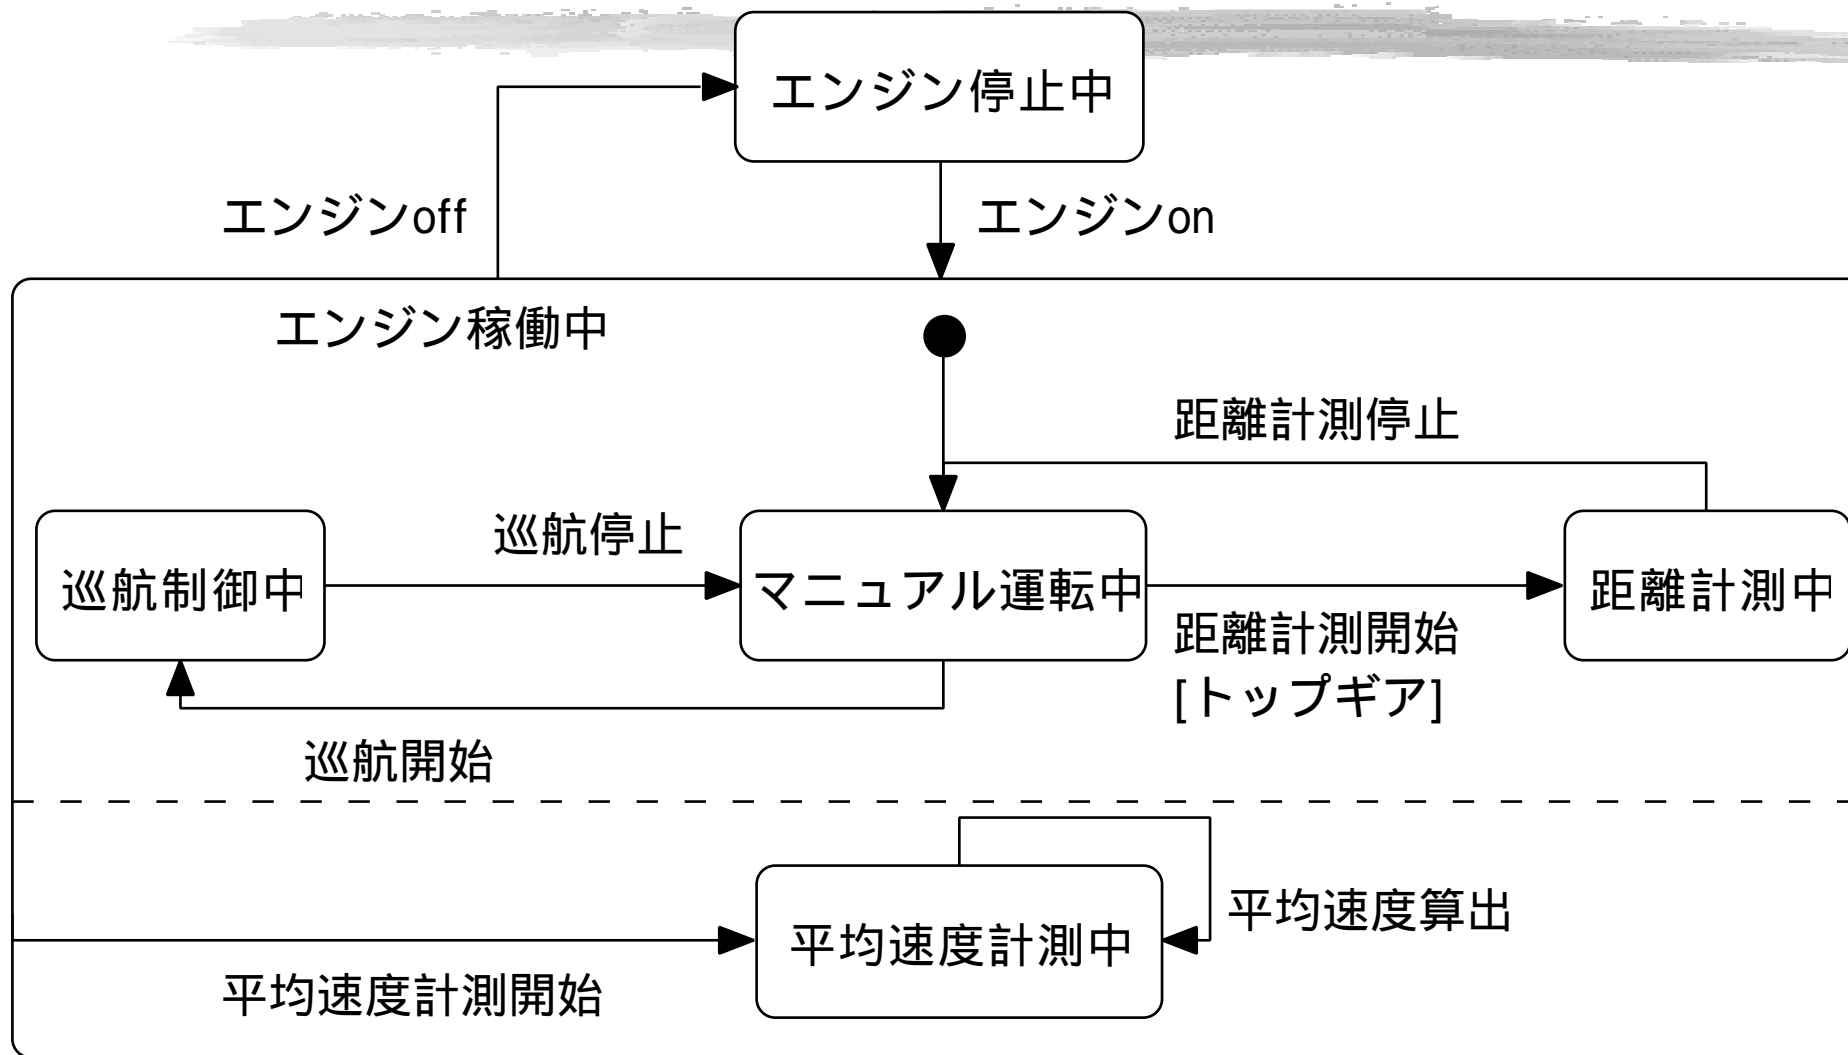 エンジン停止中
エンジンoff
エンジンon
エンジン稼働中
距離計測停止
巡航停止
巡航制御中
マニュアル運転中
距離計測中
距離計測開始
[トップギア]
巡航開始
平均速度算出
平均速度計測中
平均速度計測開始